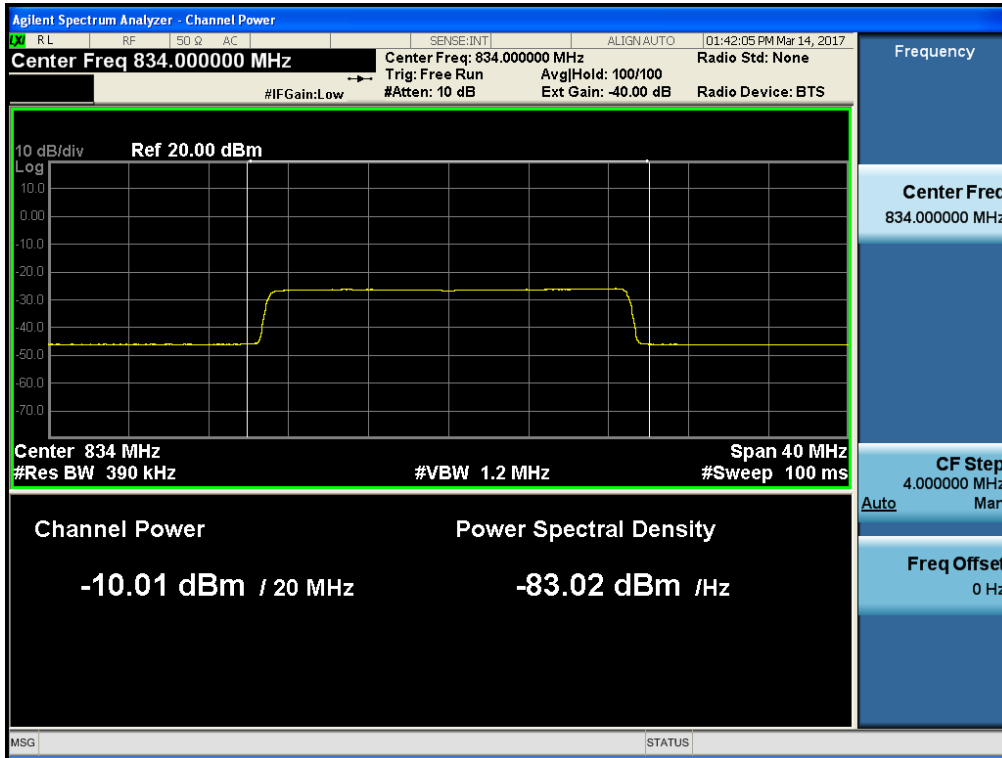 Agilent Spectrum Analyzer - Channel Power
LXI RL RF 50 Ω AC SENSE:INT ALIGN AUTO 01:42:05 PM Mar 14, 2017
Center Freq 834.000000 MHz
Center Freq: 834.000000 MHz Radio Std: None
Trig: Free Run Avg|Hold: 100/100
#IFGain:Low #Atten: 10 dB Ext Gain: -40.00 dB Radio Device: BTS
10 dB/div Ref 20.00 dBm
Log
10.0
0.00
-10.0
-20.0
-30.0
-40.0
-50.0
-60.0
-70.0
Center 834 MHz Span 40 MHz
#Res BW 390 kHz #VBW 1.2 MHz #Sweep 100 ms
Channel Power Power Spectral Density
-10.01 dBm / 20 MHz -83.02 dBm /Hz
MSG STATUS
Frequency
Center Freq
834.000000 MHz
CF Step
4.000000 MHz
Auto Man
Freq Offset
0 Hz